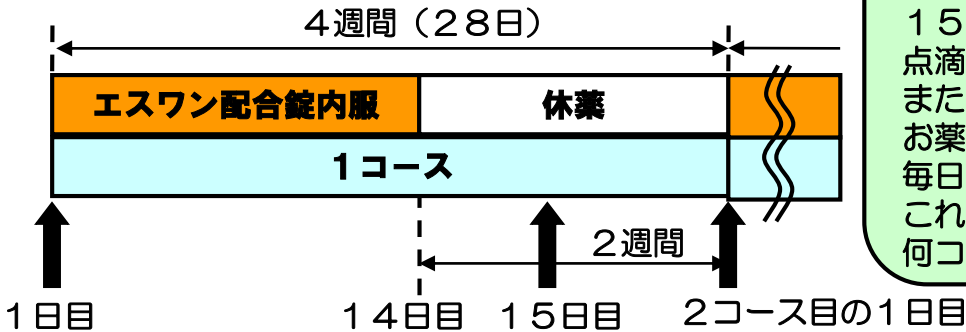 4週間（28日）
エスワン配合錠内服
休薬
1コース
2週間
1日目
14日目
15日目
2コース目の1日目
15
点滴
また
お薬
毎日
これ
何コ